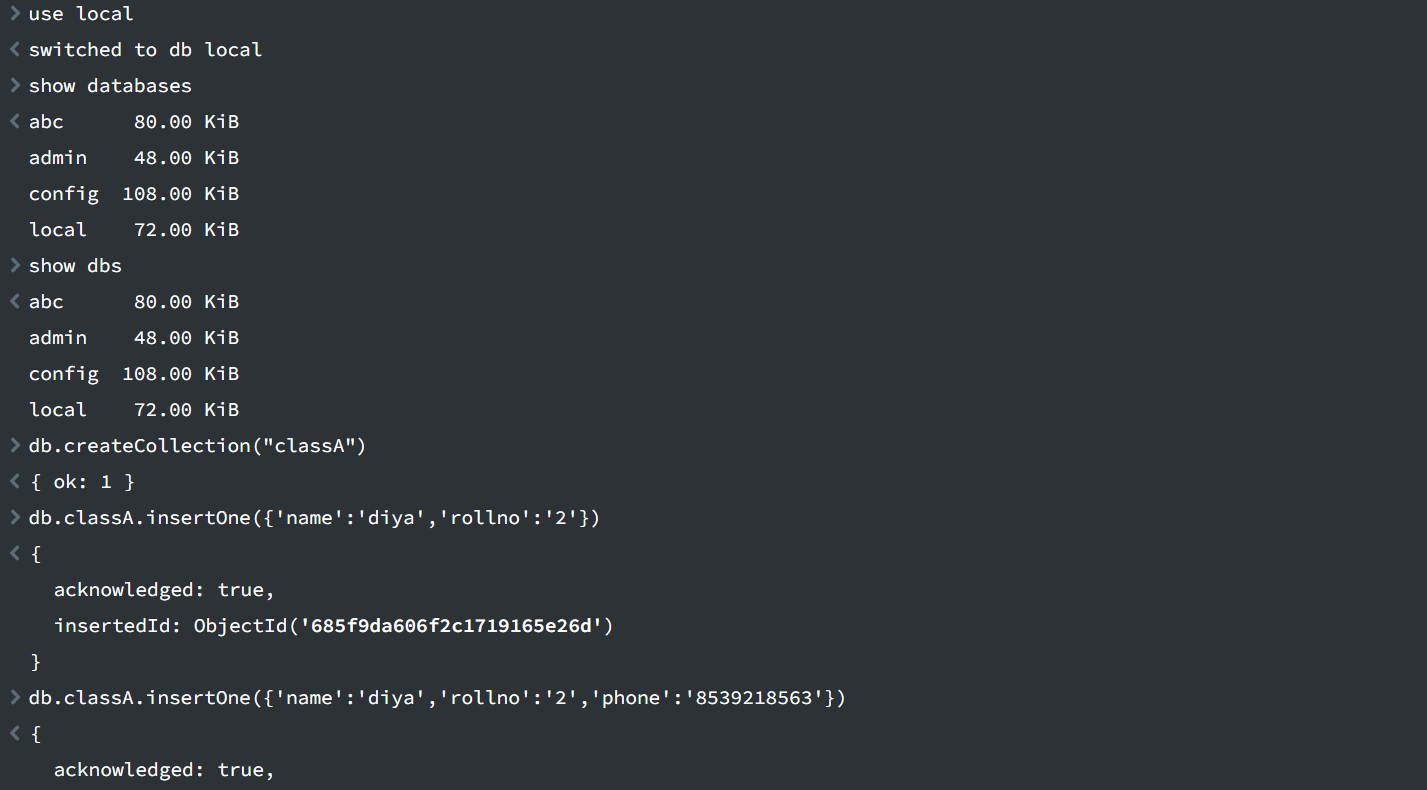 > use local
< switched to db local
> show databases
< abc      80.00 KiB
  admin    48.00 KiB
  config  108.00 KiB
  local    72.00 KiB
> show dbs
< abc      80.00 KiB
  admin    48.00 KiB
  config  108.00 KiB
  local    72.00 KiB
> db.createCollection("classA")
< { ok: 1 }
> db.classA.insertOne({'name':'diya','rollno':'2'})
< {
    acknowledged: true,
    insertedId: ObjectId('685f9da606f2c1719165e26d')
  }
> db.classA.insertOne({'name':'diya','rollno':'2','phone':'8539218563'})
< {
    acknowledged: true,